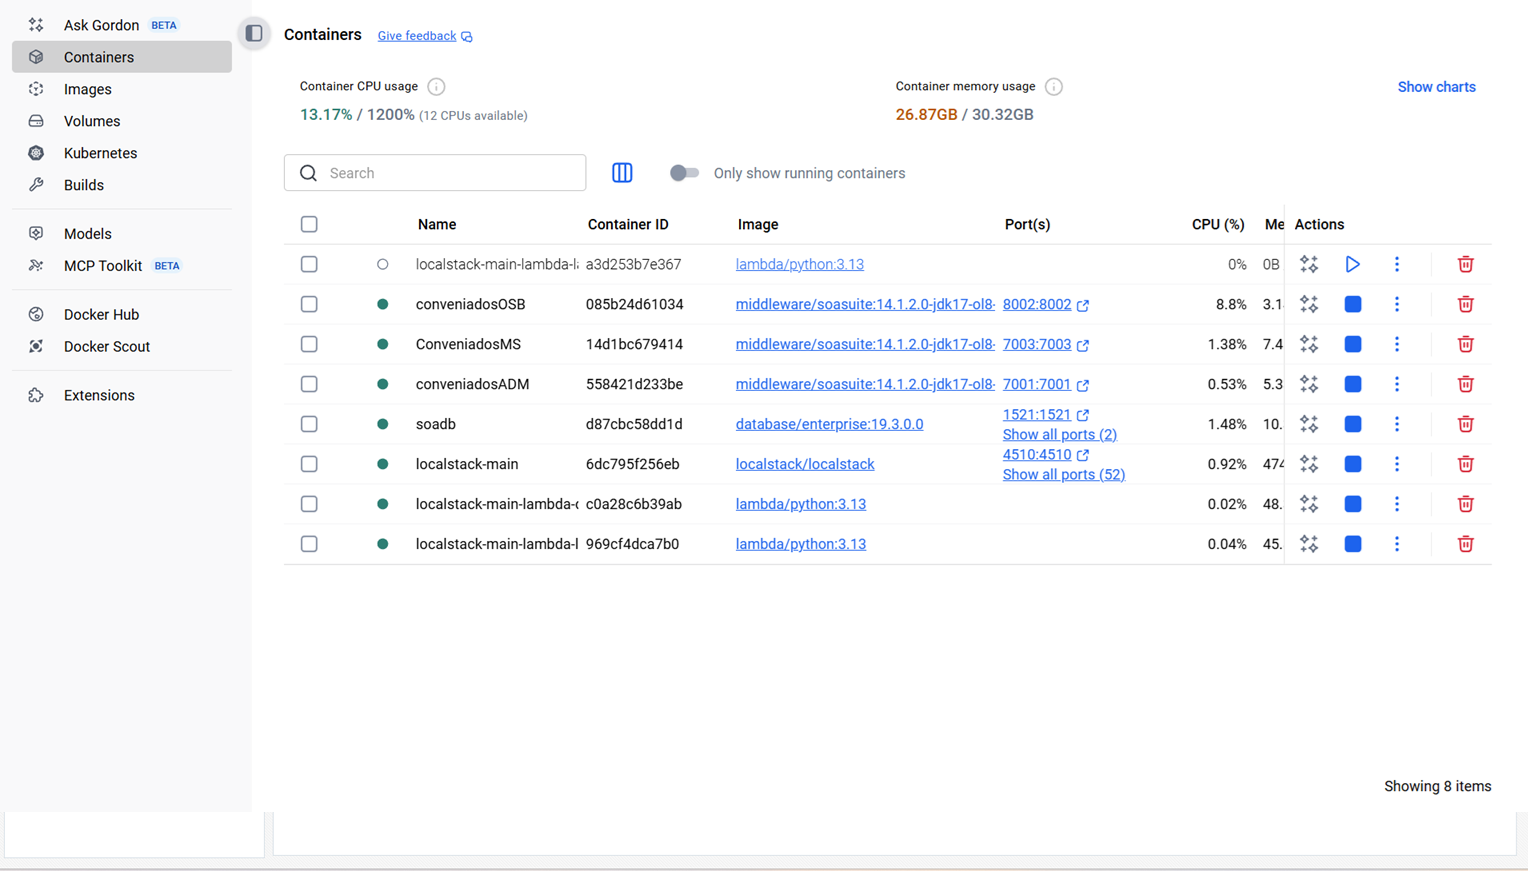 Ask Gordon BETA
Containers
Images
Volumes
Kubernetes
Builds
Models
MCP Toolkit BETA
Docker Hub
Docker Scout
Extensions
Containers Give feedback
Container CPU usage
13.17% / 1200% (12 CPUs available)
Container memory usage
26.87GB / 30.32GB
Show charts
Search
Only show running containers
Name Container ID Image Port(s) CPU (%) Me Actions
localstack-main-lambda-l a3d253b7e367 lambda/python:3.13 0% 0B
conveniadosOSB 085b24d61034 middleware/soasuite:14.1.2.0-jdk17-ol8- 8002:8002 8.8% 3.1
ConveniadosMS 14d1bc679414 middleware/soasuite:14.1.2.0-jdk17-ol8- 7003:7003 1.38% 7.4
conveniadosADM 558421d233be middleware/soasuite:14.1.2.0-jdk17-ol8- 7001:7001 0.53% 5.3
soadb d87cbc58dd1d database/enterprise:19.3.0.0 1521:1521 1.48% 10.
Show all ports (2)
localstack-main 6dc795f256eb localstack/localstack 4510:4510 0.92% 474
Show all ports (52)
localstack-main-lambda-c c0a28c6b39ab lambda/python:3.13 0.02% 48.
localstack-main-lambda-l 969cf4dca7b0 lambda/python:3.13 0.04% 45.
Showing 8 items